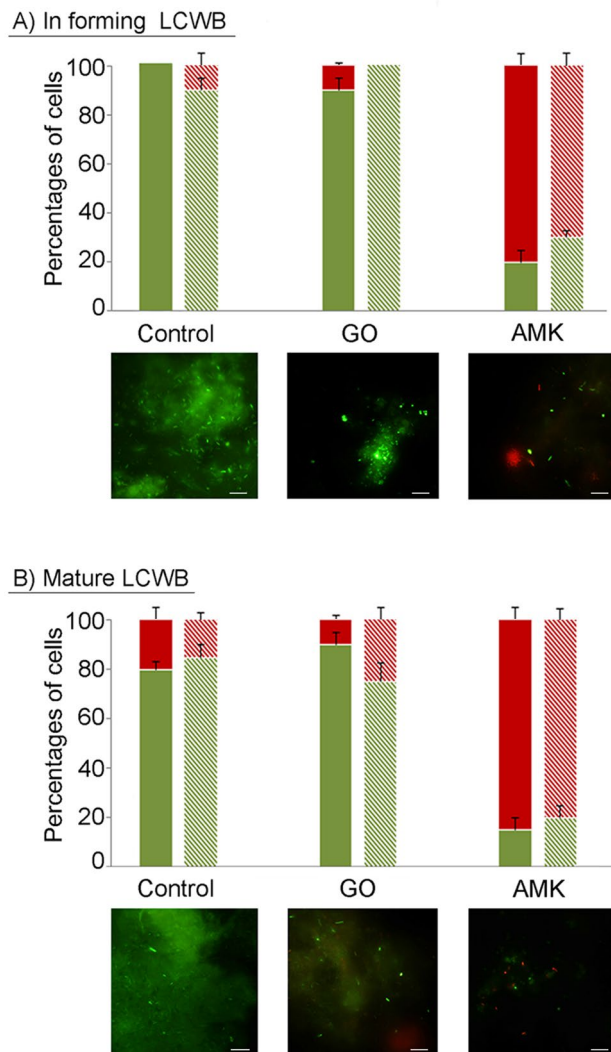 A) In forming LCWB
Percentages of cells
100
80
60
40
20
0
Control GO AMK
B) Mature LCWB
Percentages of cells
100
80
60
40
20
0
Control GO AMK